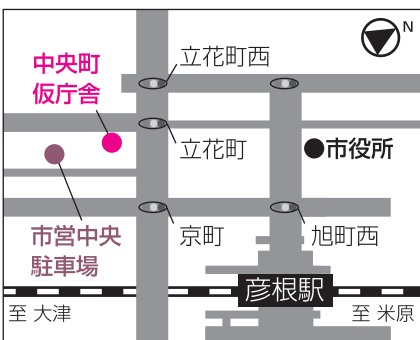 N
立花町西
中央町
仮庁舎
立花町
市役所
市営中央
駐車場
京町
旭町西
彦根駅
至 大津
至 米原